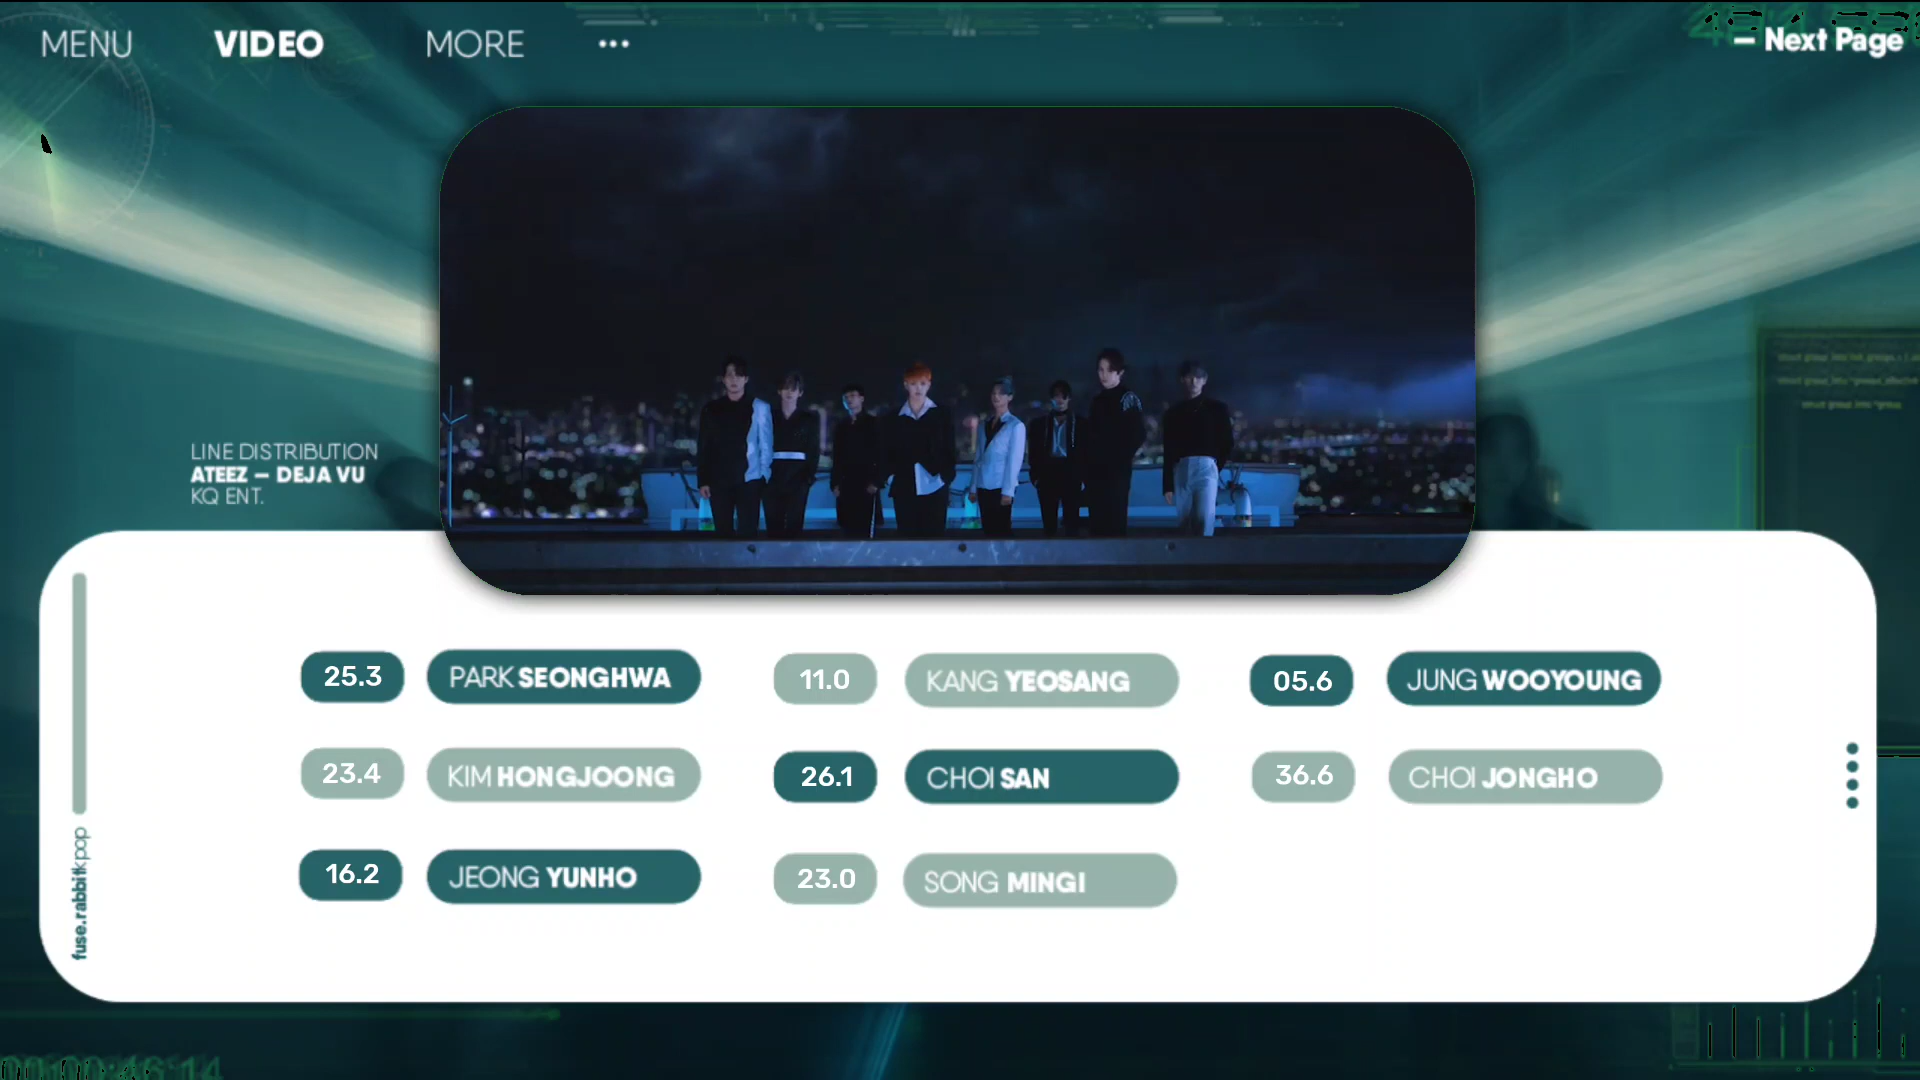 MENU VIDEO MORE ...
— Next Page
LINE DISTRIBUTION
ATEEZ — DEJA VU
KQ ENT.
25.3 PARK SEONGHWA
11.0 KANG YEOSANG
05.6 JUNG WOOYOUNG
23.4 KIM HONGJOONG
26.1 CHOI SAN
36.6 CHOI JONGHO
16.2 JEONG YUNHO
23.0 SONG MINGI
fuse.rabbitkpop